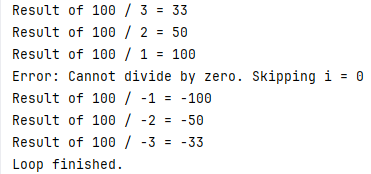 Result of 100 / 3 = 33
Result of 100 / 2 = 50
Result of 100 / 1 = 100
Error: Cannot divide by zero. Skipping i = 0
Result of 100 / -1 = -100
Result of 100 / -2 = -50
Result of 100 / -3 = -33
Loop finished.